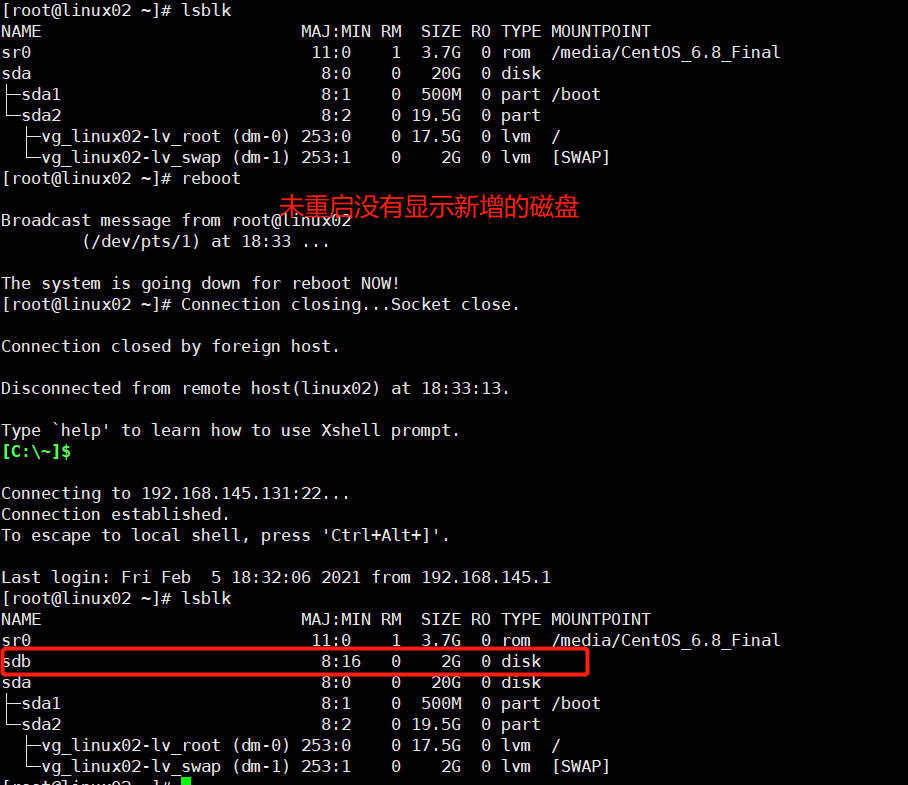 [root@linux02 ~]# lsblk
NAME                          MAJ:MIN RM  SIZE RO TYPE MOUNTPOINT
sr0                            11:0    1  3.7G  0 rom  /media/CentOS_6.8_Final
sda                             8:0    0   20G  0 disk
├─sda1                          8:1    0  500M  0 part /boot
└─sda2                          8:2    0 19.5G  0 part
  ├─vg_linux02-lv_root (dm-0) 253:0    0 17.5G  0 lvm  /
  └─vg_linux02-lv_swap (dm-1) 253:1    0    2G  0 lvm  [SWAP]
[root@linux02 ~]# reboot
未重启没有显示新增的磁盘
Broadcast message from root@linux02
        (/dev/pts/1) at 18:33 ...
The system is going down for reboot NOW!
[root@linux02 ~]# Connection closing...Socket close.
Connection closed by foreign host.
Disconnected from remote host(linux02) at 18:33:13.
Type `help' to learn how to use Xshell prompt.
[C:\~]$
Connecting to 192.168.145.131:22...
Connection established.
To escape to local shell, press 'Ctrl+Alt+]'.
Last login: Fri Feb  5 18:32:06 2021 from 192.168.145.1
[root@linux02 ~]# lsblk
NAME                          MAJ:MIN RM  SIZE RO TYPE MOUNTPOINT
sr0                            11:0    1  3.7G  0 rom  /media/CentOS_6.8_Final
sdb                             8:16   0    2G  0 disk
sda                             8:0    0   20G  0 disk
├─sda1                          8:1    0  500M  0 part /boot
└─sda2                          8:2    0 19.5G  0 part
  ├─vg_linux02-lv_root (dm-0) 253:0    0 17.5G  0 lvm  /
  └─vg_linux02-lv_swap (dm-1) 253:1    0    2G  0 lvm  [SWAP]
[root@linux02 ~]#